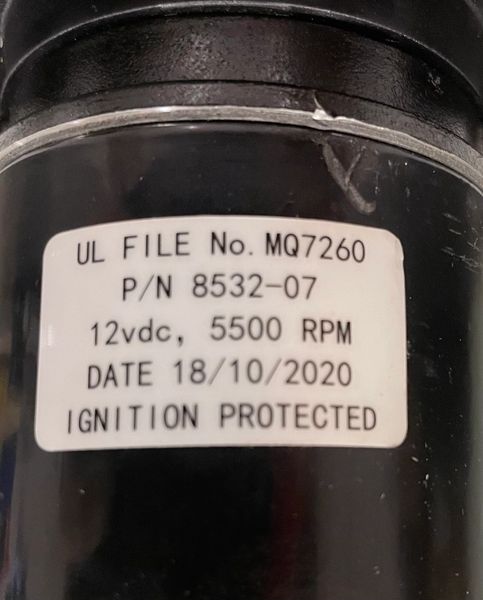 UL FILE No. MQ7260
P/N 8532-07
12vdc, 5500 RPM
DATE 18/10/2020
IGNITION PROTECTED